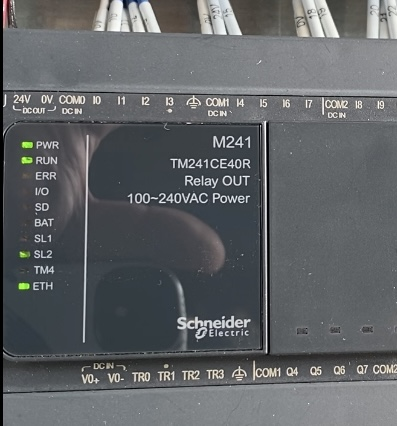 24V 0V COM0 I0 I1 I2 I3 COM1 I4 I5 I6 I7 COM2 I8 I9
DC OUT DC IN DC IN DC IN
PWR
RUN
ERR
I/O
SD
BAT
SL1
SL2
TM4
ETH
M241
TM241CE40R
Relay OUT
100~240VAC Power
Schneider
Electric
DC IN
V0+ V0- TR0 TR1 TR2 TR3 COM1 Q4 Q5 Q6 Q7 COM2